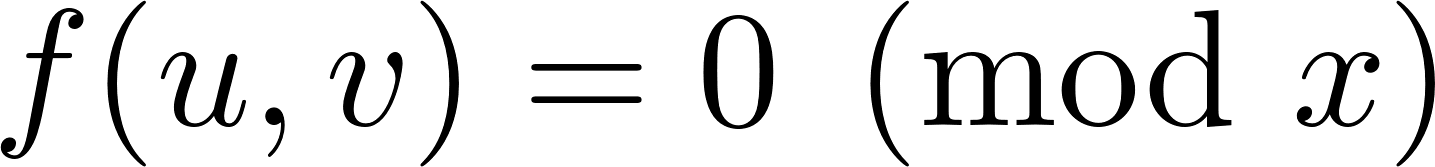 f(u, v) = 0 (mod x)